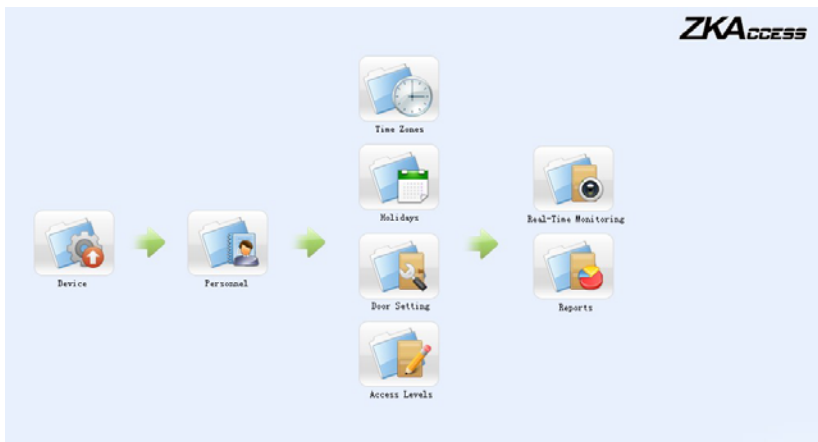 ZKAccess
Time Zones
Holidays
Real-Time Monitoring
Device
Personnel
Door Setting
Reports
Access Levels